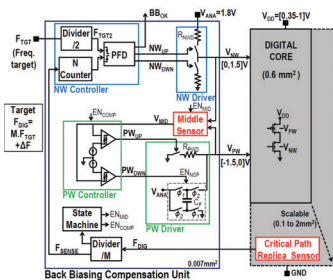 BB_OK
V_ANA=1.8V
V_DD=[0.35-1]V
F_TGT
(Freq. target)
Divider /2
F_TGT2
N Counter
PFD
NW_UP
NW_DWN
R_NWD
V_NW
[0,1.5]V
NW Controller
NW Driver
DIGITAL CORE
(0.6 mm²)
Target
F_DIG=
M.F_TGT
+ΔF
EN_COMP
EN_MID
V_MID
Middle Sensor
PW_UP
R_PWD
V_PW
[-1.5,0]V
V_DD
V_PW
V_NW
PW_DWN
EN_NCP
V_ANA
PW Controller
PW Driver
State Machine
EN_MID
EN_COMP
Scalable
(0.1 to 2mm²)
F_SENSE
Divider /M
F_DIG
Critical Path Replica Sensor
0.007mm²
Back Biasing Compensation Unit
GND